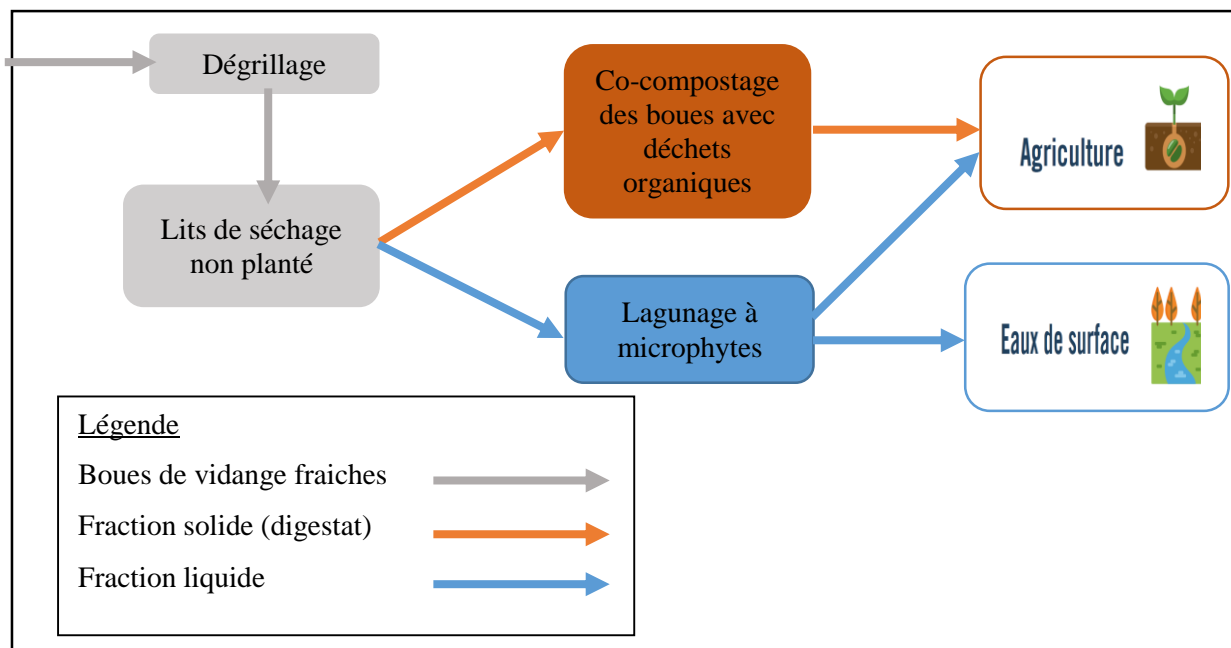 Dégrillage
Co-compostage
des boues avec
déchets
organiques
Agriculture
Lits de séchage
non planté
Lagunage à
microphytes
Eaux de surface
Légende
Boues de vidange fraiches
Fraction solide (digestat)
Fraction liquide